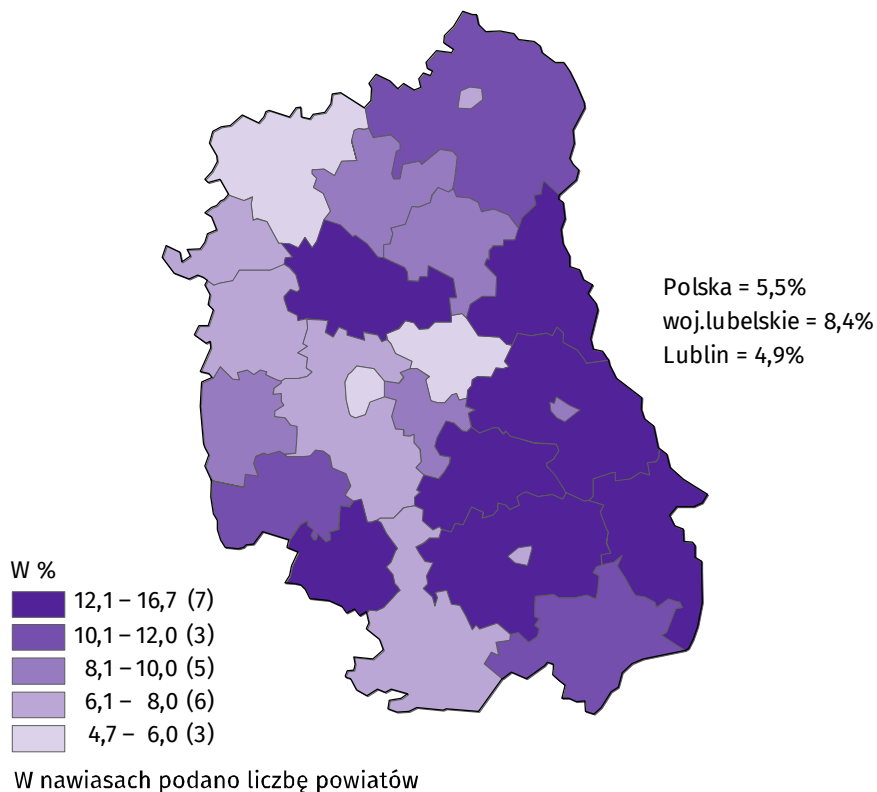 Polska = 5,5%
woj.lubelskie = 8,4%
Lublin = 4,9%
W %
12,1 – 16,7 (7)
10,1 – 12,0 (3)
8,1 – 10,0 (5)
6,1 – 8,0 (6)
4,7 – 6,0 (3)
W nawiasach podano liczbę powiatów